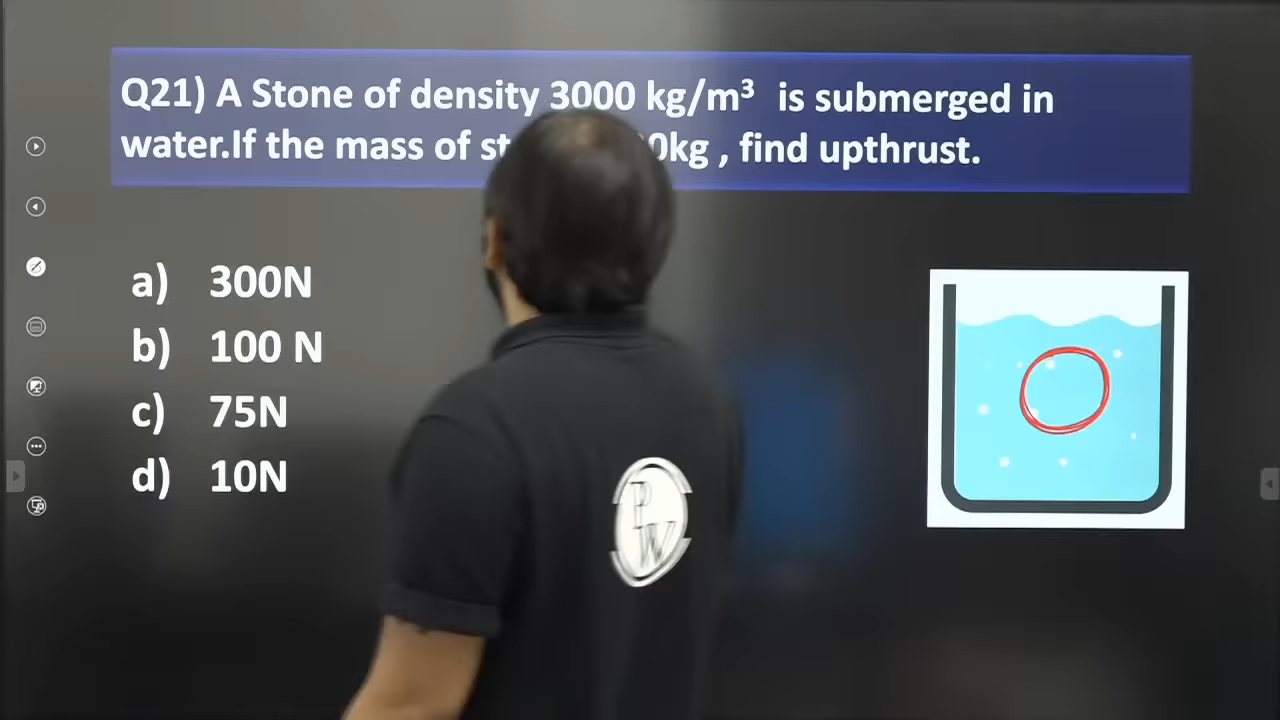 Q21) A Stone of density 3000 kg/m³ is submerged in
water.If the mass of 0kg , find upthrust.
a) 300N
b) 100 N
c) 75N
d) 10N
PW